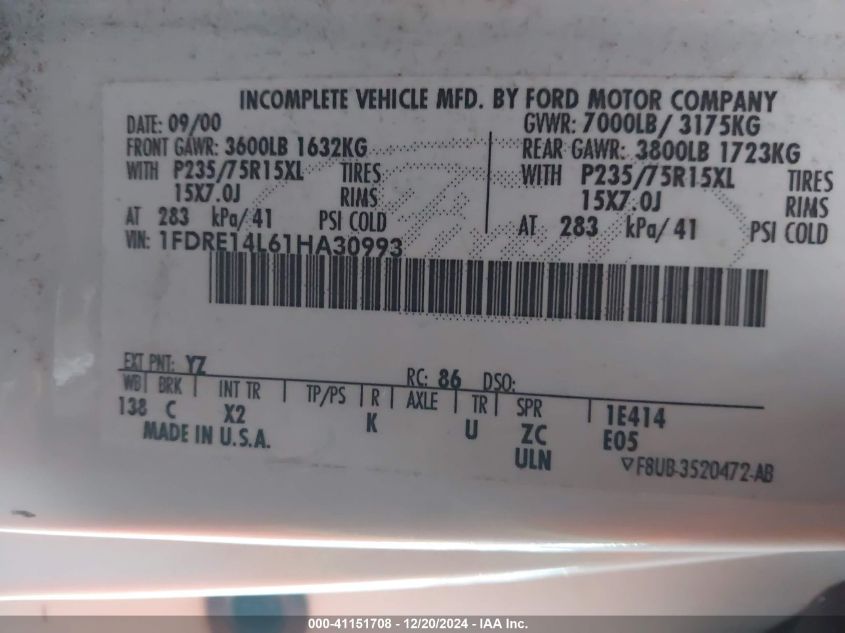 INCOMPLETE VEHICLE MFD. BY FORD MOTOR COMPANY
DATE: 09/00 GVWR: 7000LB/ 3175KG
FRONT GAWR: 3600LB 1632KG REAR GAWR: 3800LB 1723KG
WITH P235/75R15XL TIRES WITH P235/75R15XL TIRES
15X7.0J RIMS 15X7.0J RIMS
AT 283 kPa/41 PSI COLD AT 283 kPa/41 PSI COLD
VIN: 1FDRE14L61HA30993
EXT PNT: YZ RC: 86 DSO:
WB BRK INT TR TP/PS R AXLE TR SPR 1E414
138 C X2 K U ZC E05
MADE IN U.S.A. ULN ▽F8UB-3520472-AB
000-41151708 - 12/20/2024 - IAA Inc.